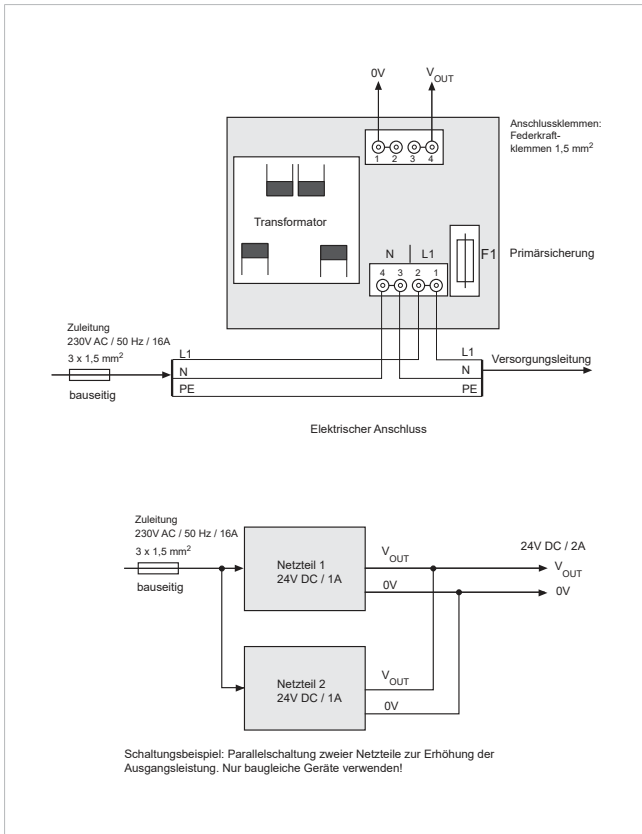 0V
V OUT
Anschlussklemmen:
Federkraft-
klemmen 1,5 mm²
1 2 3 4
Transformator
N | L1
F1
Primärsicherung
4 3 2 1
Zuleitung
230V AC / 50 Hz / 16A
3 x 1,5 mm²
bauseitig
L1
N
PE
L1
N
PE
Versorgungsleitung
Elektrischer Anschluss
Zuleitung
230V AC / 50 Hz / 16A
3 x 1,5 mm²
bauseitig
Netzteil 1
24V DC / 1A
V OUT
0V
24V DC / 2A
V OUT
0V
Netzteil 2
24V DC / 1A
V OUT
0V
Schaltungsbeispiel: Parallelschaltung zweier Netzteile zur Erhöhung der
Ausgangsleistung. Nur baugleiche Geräte verwenden!